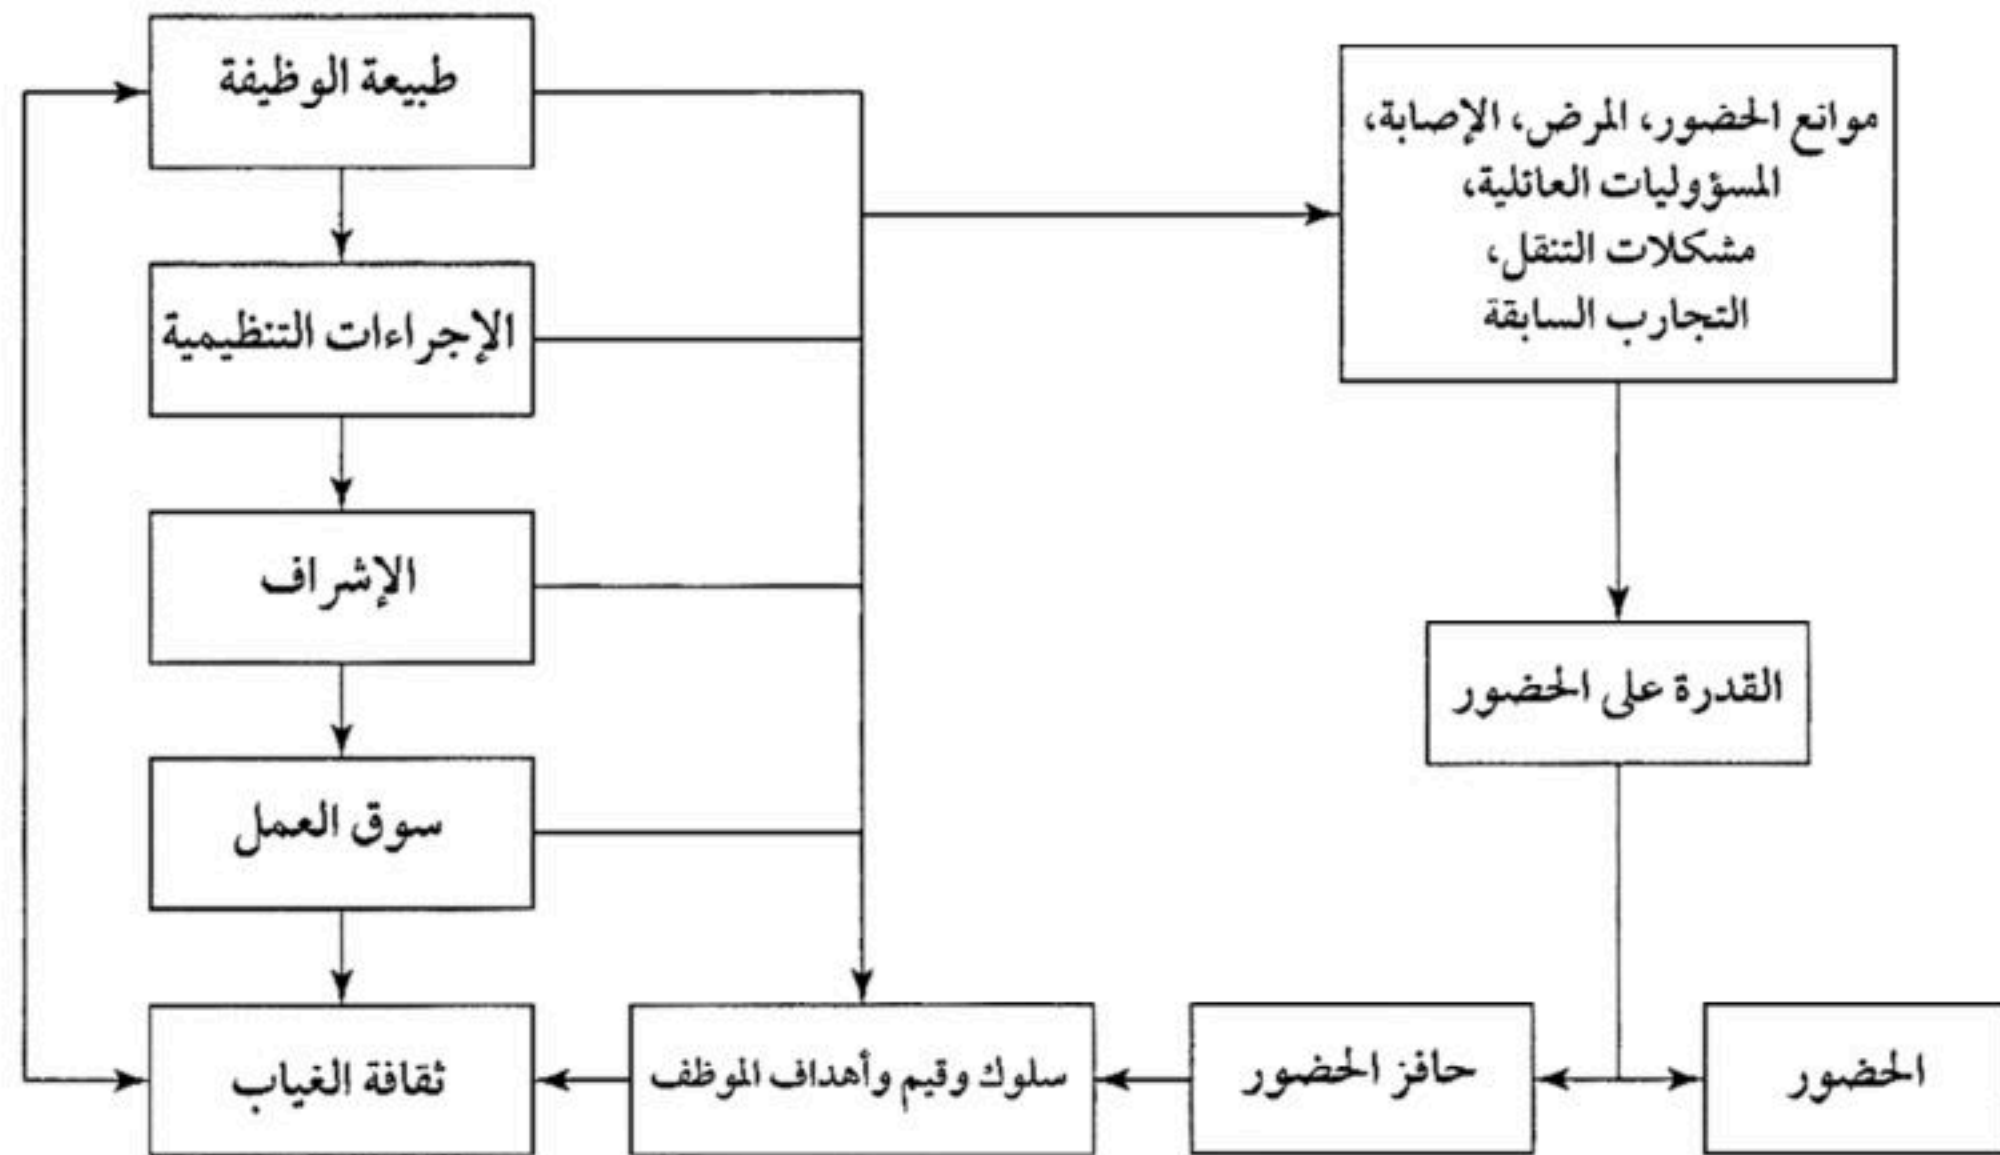 طبيعة الوظيفة
الإجراءات التنظيمية
الإشراف
سوق العمل
ثقافة الغياب
سلوك وقيم وأهداف الموظف
حافز الحضور
الحضور
موانع الحضور، المرض، الإصابة،
المسؤوليات العائلية،
مشكلات التنقل،
التجارب السابقة
القدرة على الحضور